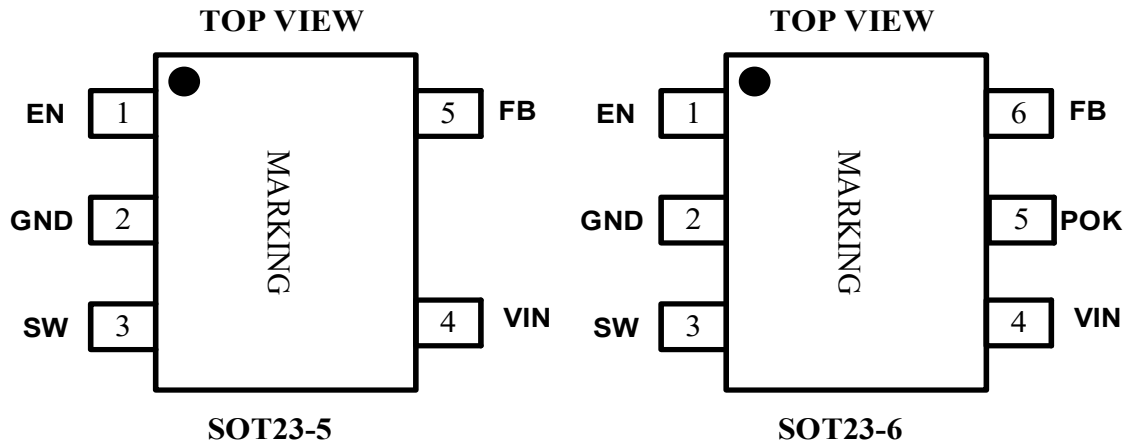 TOP VIEW
EN 1 5 FB
MARKING
GND 2
SW 3 4 VIN
SOT23-5
TOP VIEW
EN 1 6 FB
MARKING
GND 2 5 POK
SW 3 4 VIN
SOT23-6